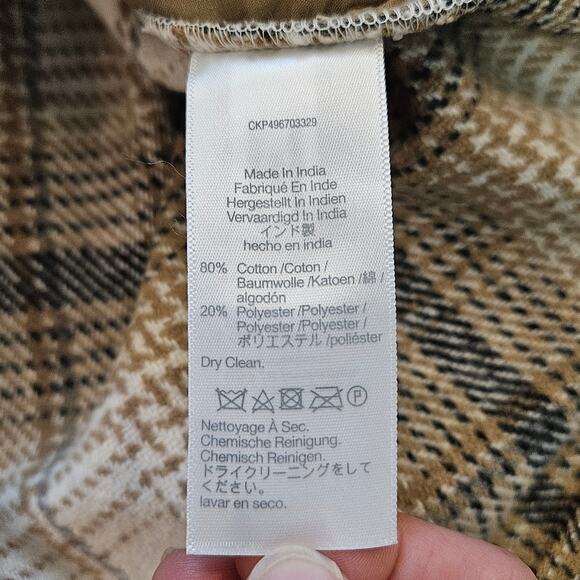 CKP496703329
Made In India
Fabriqué En Inde
Hergestellt In Indien
Vervaardigd In India
インド製
hecho en india
80% Cotton /Coton /
Baumwolle /Katoen /綿 /
algodón
20% Polyester /Polyester /
Polyester /Polyester /
ポリエステル /poliéster
Dry Clean.
P
Nettoyage À Sec.
Chemische Reinigung.
Chemisch Reinigen.
ドライクリーニングをして
ください。
lavar en seco.